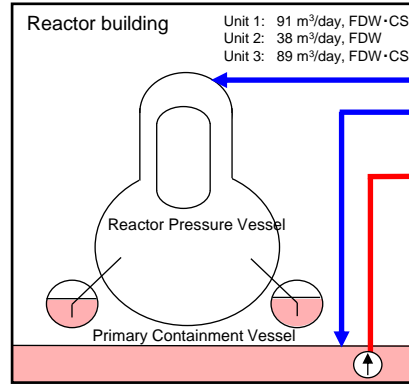 Reactor building
Unit 1: 91 m³/day, FDW・CS
Unit 2: 38 m³/day, FDW
Unit 3: 89 m³/day, FDW・CS
Reactor Pressure Vessel
Primary Containment Vessel